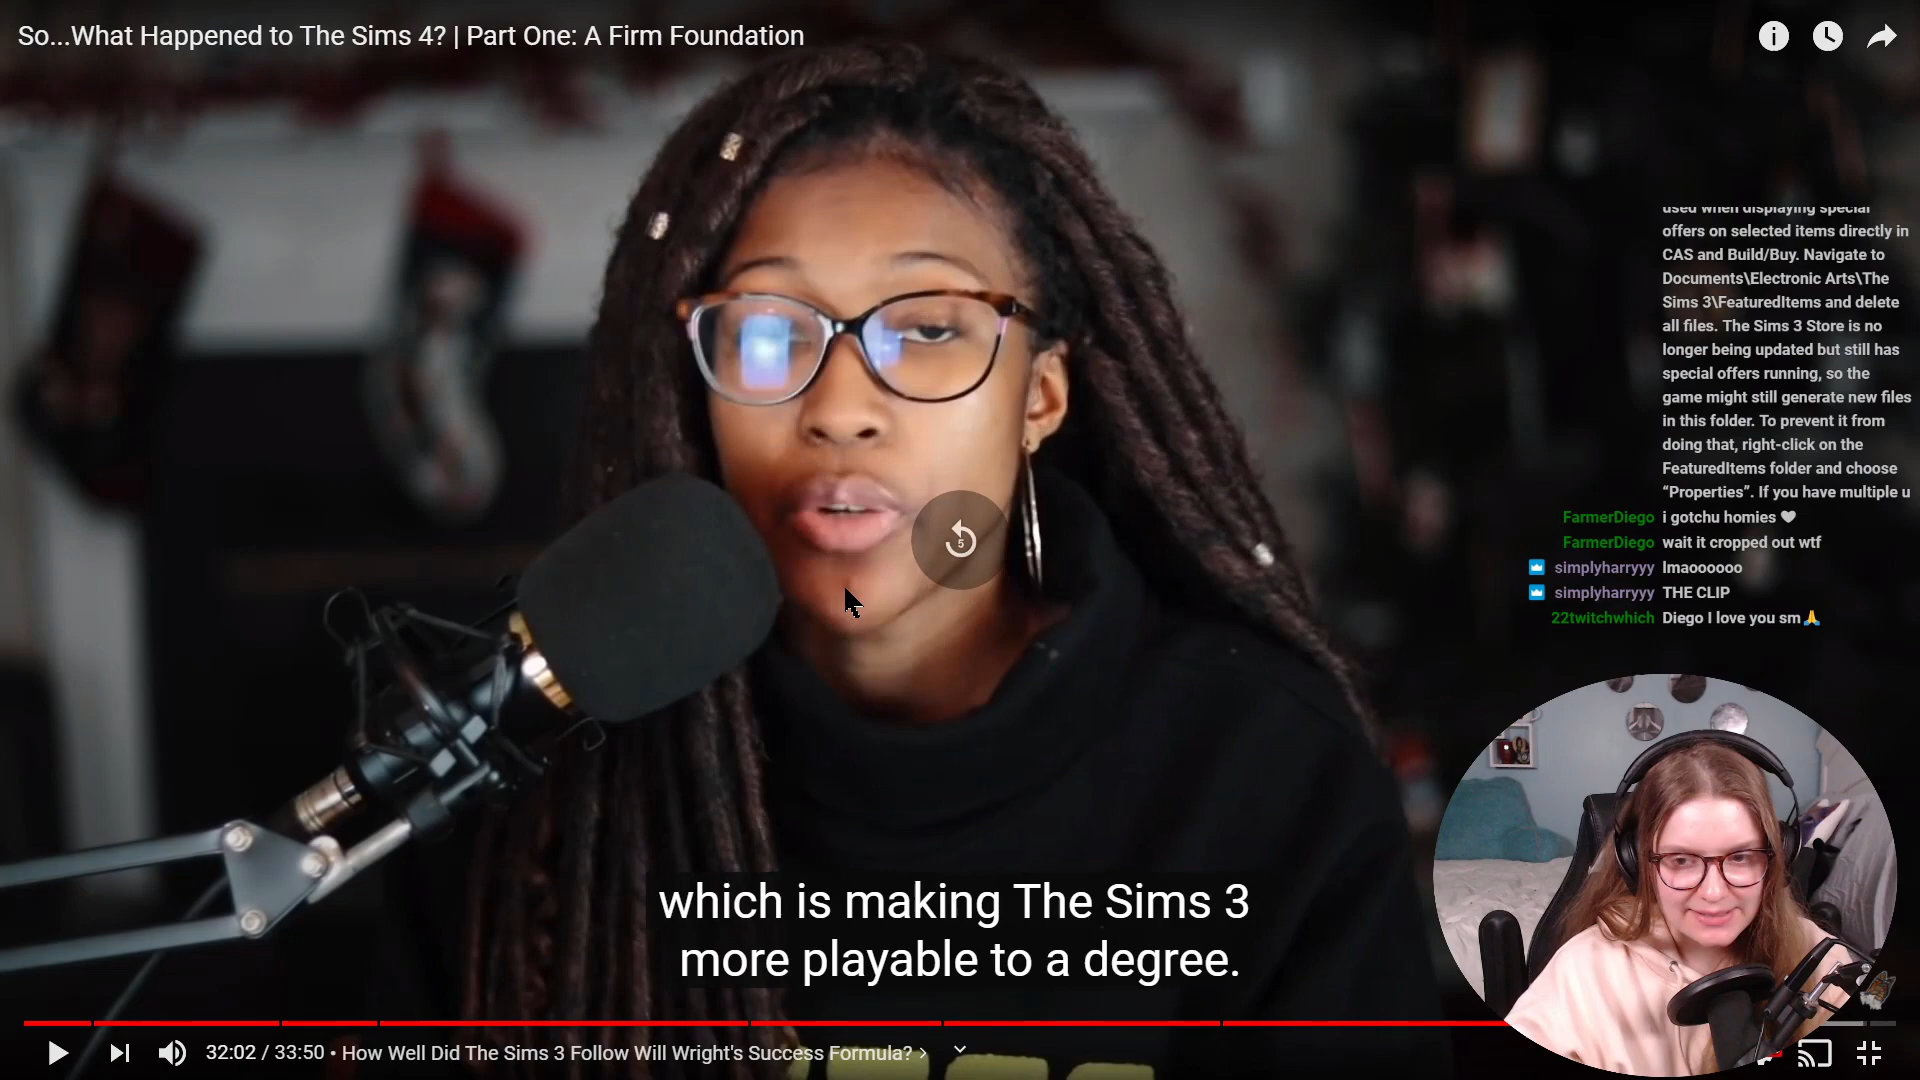 So...What Happened to The Sims 4? | Part One: A Firm Foundation
used when displaying special
offers on selected items directly in
CAS and Build/Buy. Navigate to
Documents\Electronic Arts\The
Sims 3\FeaturedItems and delete
all files. The Sims 3 Store is no
longer being updated but still has
special offers running, so the
game might still generate new files
in this folder. To prevent it from
doing that, right-click on the
FeaturedItems folder and choose
“Properties”. If you have multiple u
FarmerDiego i gotchu homies 🤍
FarmerDiego wait it cropped out wtf
simplyharryyy lmaoooooo
simplyharryyy THE CLIP
22twitchwhich Diego I love you sm🙏
5
which is making The Sims 3
more playable to a degree.
32:02 / 33:50 • How Well Did The Sims 3 Follow Will Wright's Success Formula? ›